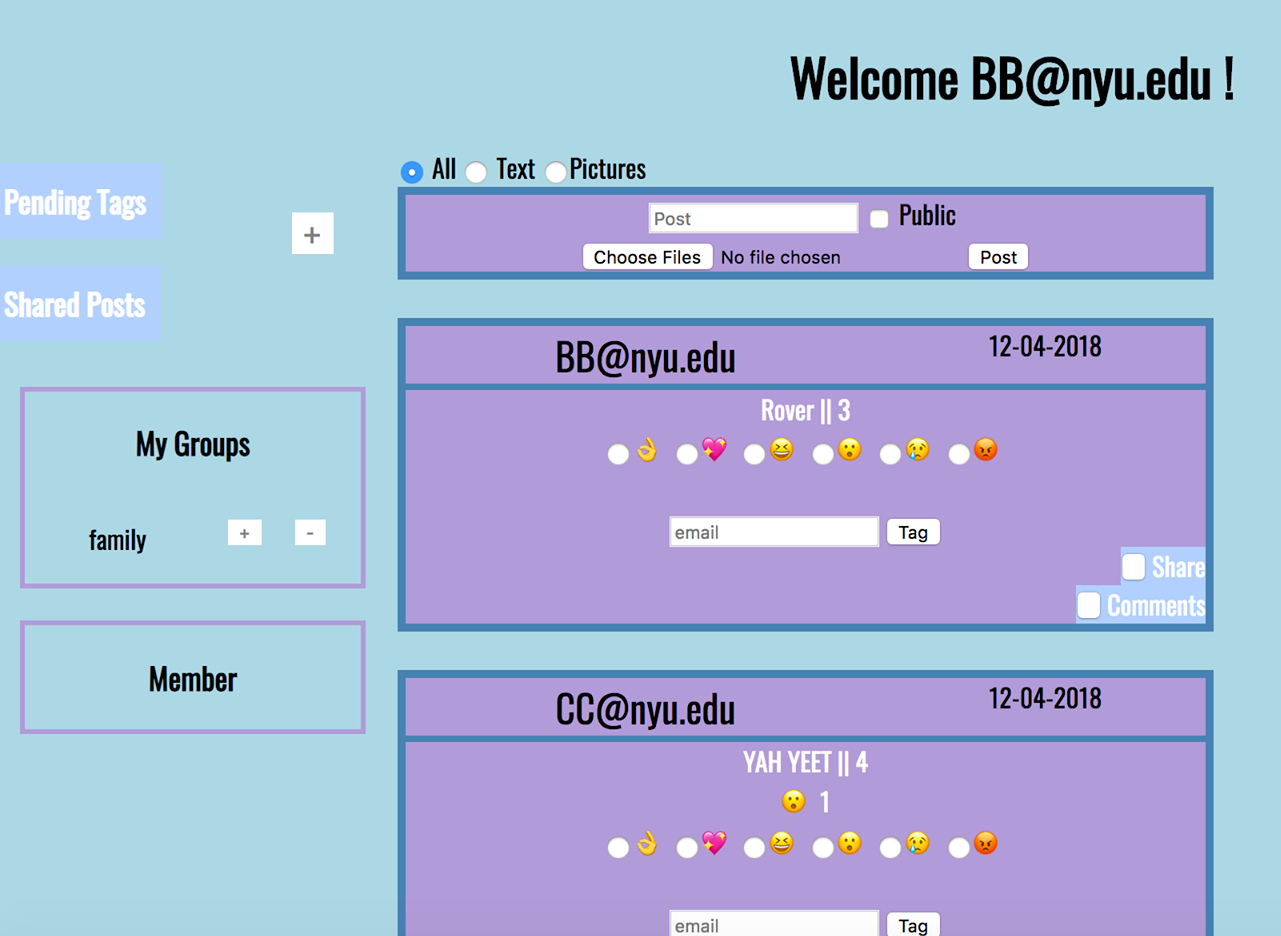 Welcome BB@nyu.edu !
All Text Pictures
Pending Tags
+
Shared Posts
My Groups
family + -
Member
Post Public
Choose Files No file chosen Post
BB@nyu.edu 12-04-2018
Rover || 3
👌 💖 😆 😮 😢 😡
email Tag
Share
Comments
CC@nyu.edu 12-04-2018
YAH YEET || 4
😮 1
👌 💖 😆 😮 😢 😡
email Tag